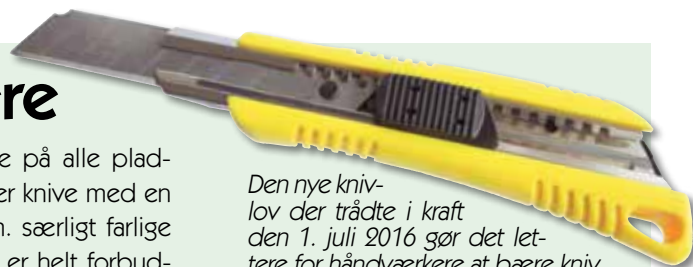 re
e på alle plad-
er knive med en
n. særligt farlige
er helt forbud-
Den nye kniv-
lov der trådte i kraft
den 1. juli 2016 gør det let-
tere for håndværkere at bære kniv